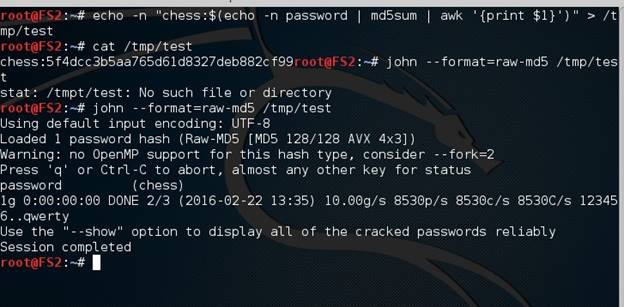 root@FS2:~# echo -n "chess:$(echo -n password | md5sum | awk '{print $1}')" > /t
mp/test
root@FS2:~# cat /tmp/test
chess:5f4dcc3b5aa765d61d8327deb882cf99root@FS2:~# john --format=raw-md5 /tmp/tes
t
stat: /tmpt/test: No such file or directory
root@FS2:~# john --format=raw-md5 /tmp/test
Using default input encoding: UTF-8
Loaded 1 password hash (Raw-MD5 [MD5 128/128 AVX 4x3])
Warning: no OpenMP support for this hash type, consider --fork=2
Press 'q' or Ctrl-C to abort, almost any other key for status
password         (chess)
1g 0:00:00:00 DONE 2/3 (2016-02-22 13:35) 10.00g/s 8530p/s 8530c/s 8530C/s 12345
6..qwerty
Use the "--show" option to display all of the cracked passwords reliably
Session completed
root@FS2:~#